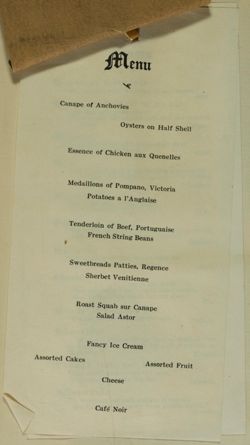 Menu
Canape of Anchovies
Oysters on Half Shell
Essence of Chicken aux Quenelles
Medaillons of Pompano, Victoria
Potatoes a l'Anglaise
Tenderloin of Beef, Portuguaise
French String Beans
Sweetbreads Patties, Regence
Sherbet Venitienne
Roast Squab sur Canape
Salad Astor
Fancy Ice Cream
Assorted Cakes
Assorted Fruit
Cheese
Café Noir